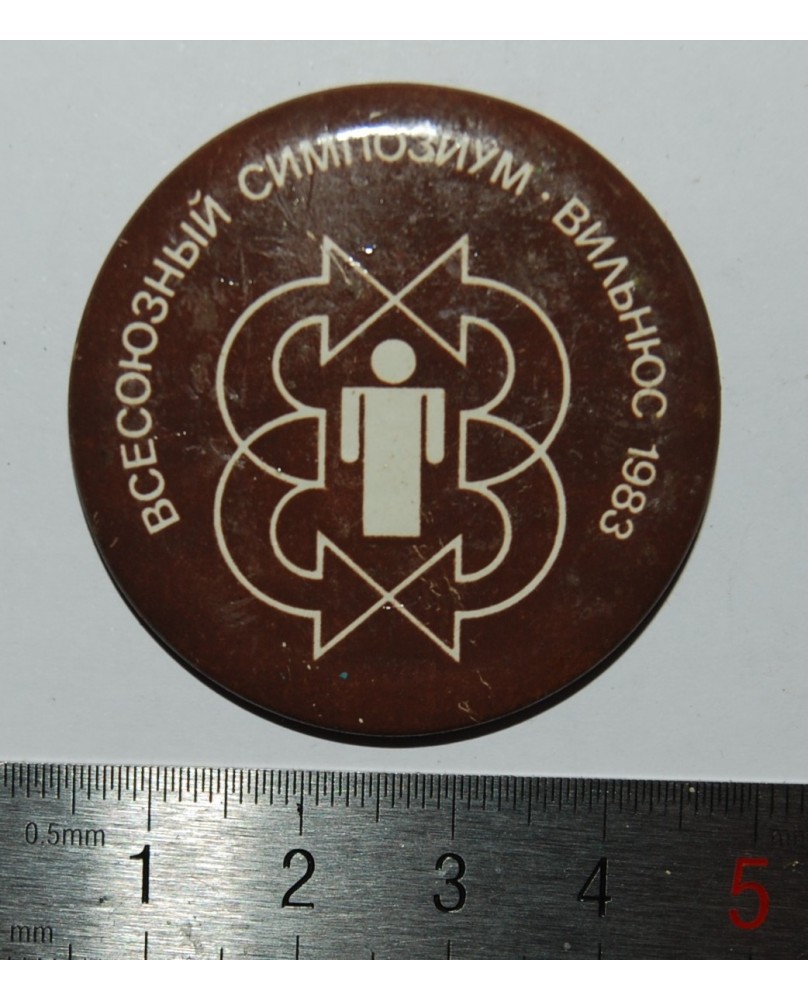 ВСЕСОЮЗНЫЙ СИМПОЗИУМ · ВИЛЬНЮС 1983
0.5mm
1 2 3 4 5
mm